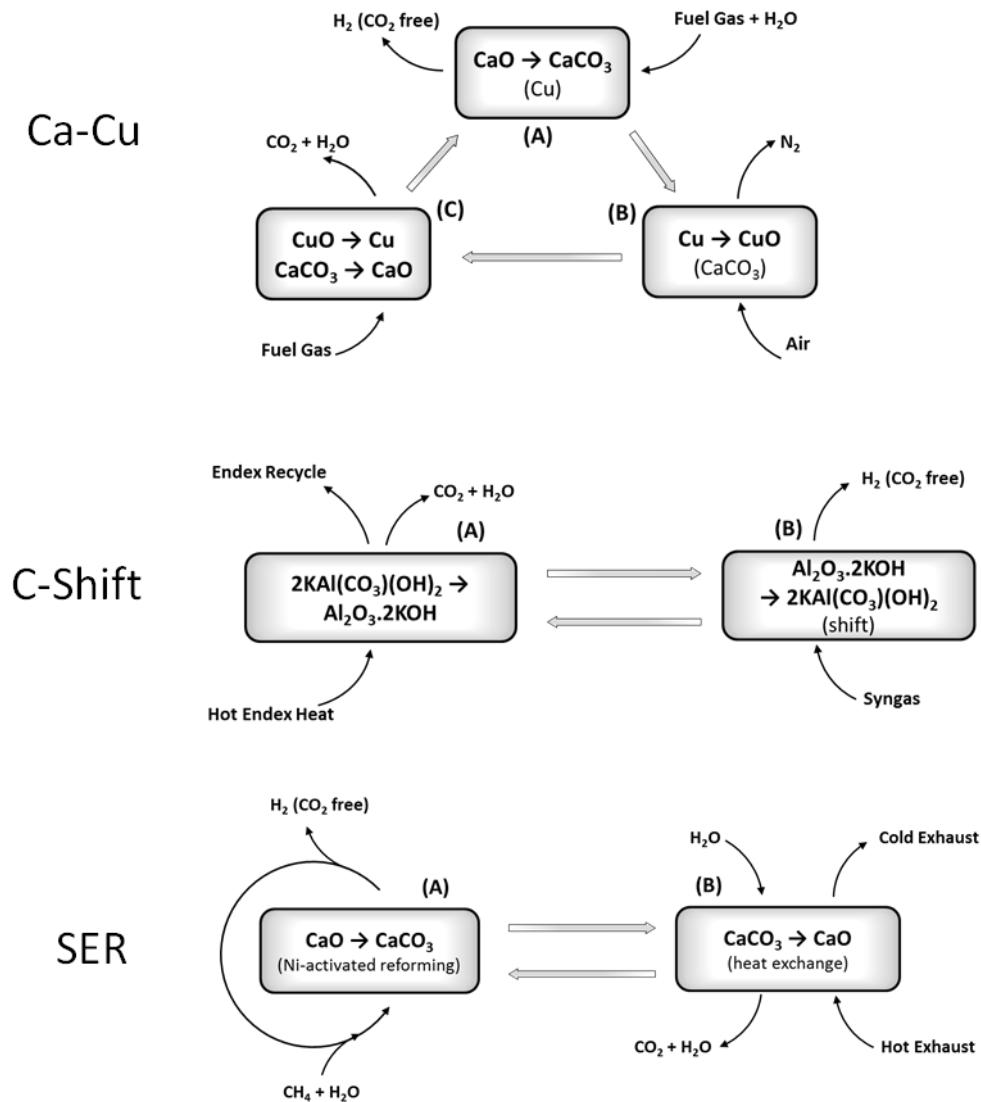 H₂ (CO₂ free)
Fuel Gas + H₂O
CaO → CaCO₃
(Cu)
(A)
Ca-Cu
CO₂ + H₂O
N₂
(C)
(B)
CuO → Cu
CaCO₃ → CaO
Cu → CuO
(CaCO₃)
Fuel Gas
Air
Endex Recycle
CO₂ + H₂O
(A)
H₂ (CO₂ free)
(B)
C-Shift
2KAl(CO₃)(OH)₂ →
Al₂O₃.2KOH
Al₂O₃.2KOH
→ 2KAl(CO₃)(OH)₂
(shift)
Hot Endex Heat
Syngas
H₂ (CO₂ free)
H₂O
Cold Exhaust
(A)
(B)
SER
CaO → CaCO₃
(Ni-activated reforming)
CaCO₃ → CaO
(heat exchange)
CO₂ + H₂O
Hot Exhaust
CH₄ + H₂O